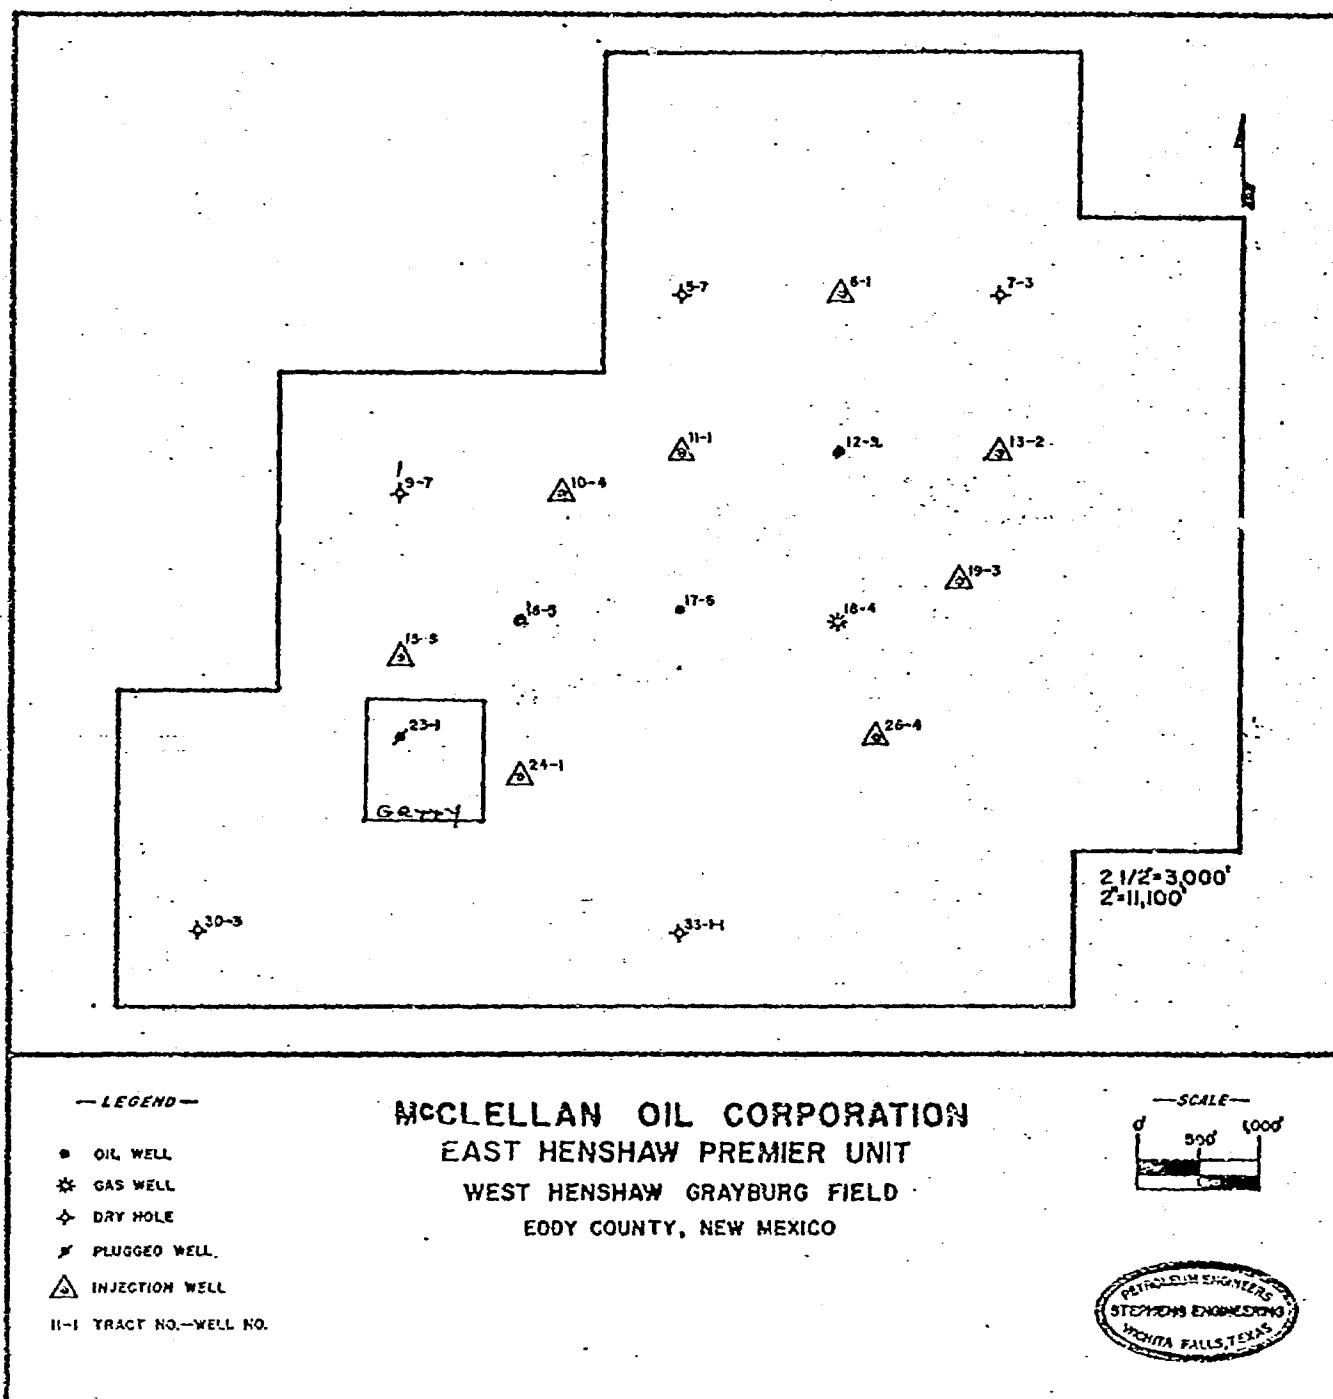 5-7
6-1
7-3
11-1
12-2
13-2
9-7
10-4
19-3
16-5
17-6
18-4
15-5
23-1
26-4
24-1
GETTY
2 1/2"=3,000'
2"=11,100'
30-3
33-1
—LEGEND—
OIL WELL
GAS WELL
DRY HOLE
PLUGGED WELL
INJECTION WELL
11-1 TRACT NO.—WELL NO.
McCLELLAN OIL CORPORATION
EAST HENSHAW PREMIER UNIT
WEST HENSHAW GRAYBURG FIELD
EDDY COUNTY, NEW MEXICO
—SCALE—
0' 500' 1,000'
PETROLEUM ENGINEERS
STEPHENS ENGINEERING
WICHITA FALLS, TEXAS